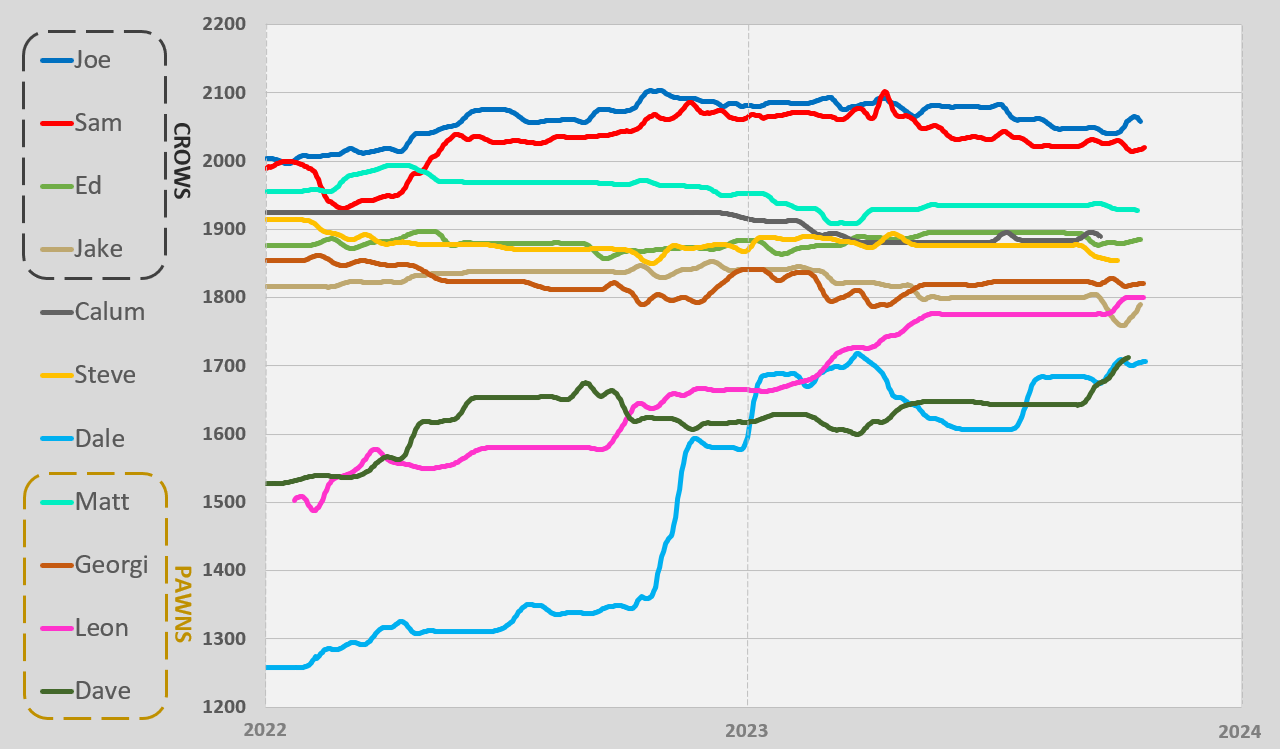 Joe
Sam
Ed
Jake
CROWS
Calum
Steve
Dale
Matt
Georgi
Leon
Dave
PAWNS
2200
2100
2000
1900
1800
1700
1600
1500
1400
1300
1200
2022 2023 2024